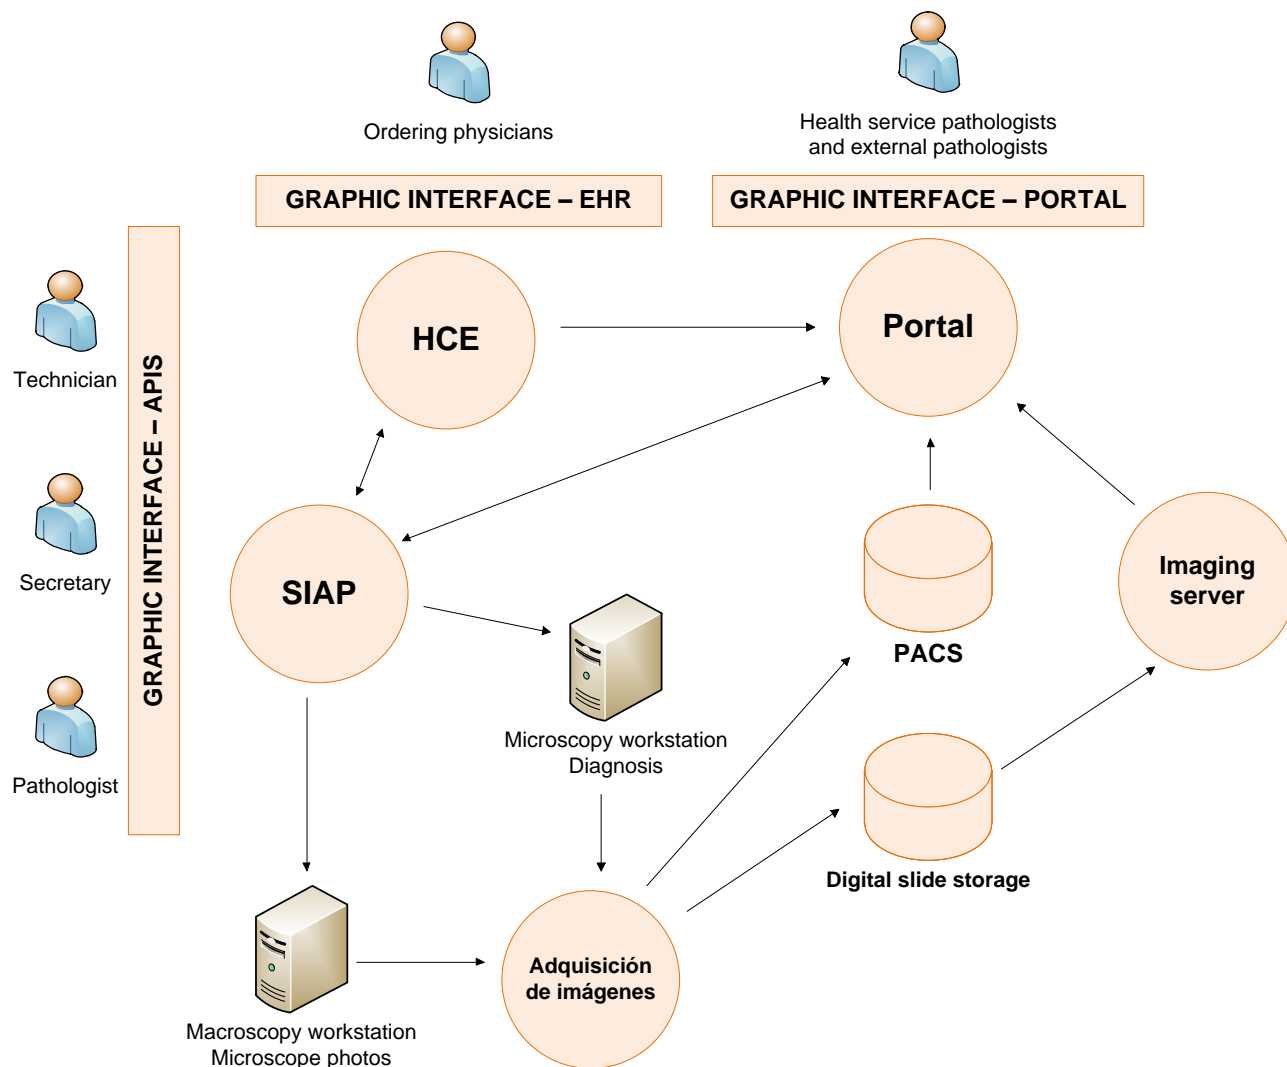 Ordering physicians
Health service pathologists
and external pathologists
GRAPHIC INTERFACE – EHR
GRAPHIC INTERFACE – PORTAL
GRAPHIC INTERFACE – APIS
Technician
Secretary
Pathologist
HCE
Portal
SIAP
Imaging
server
PACS
Microscopy workstation
Diagnosis
Digital slide storage
Adquisición
de imágenes
Macroscopy workstation
Microscope photos